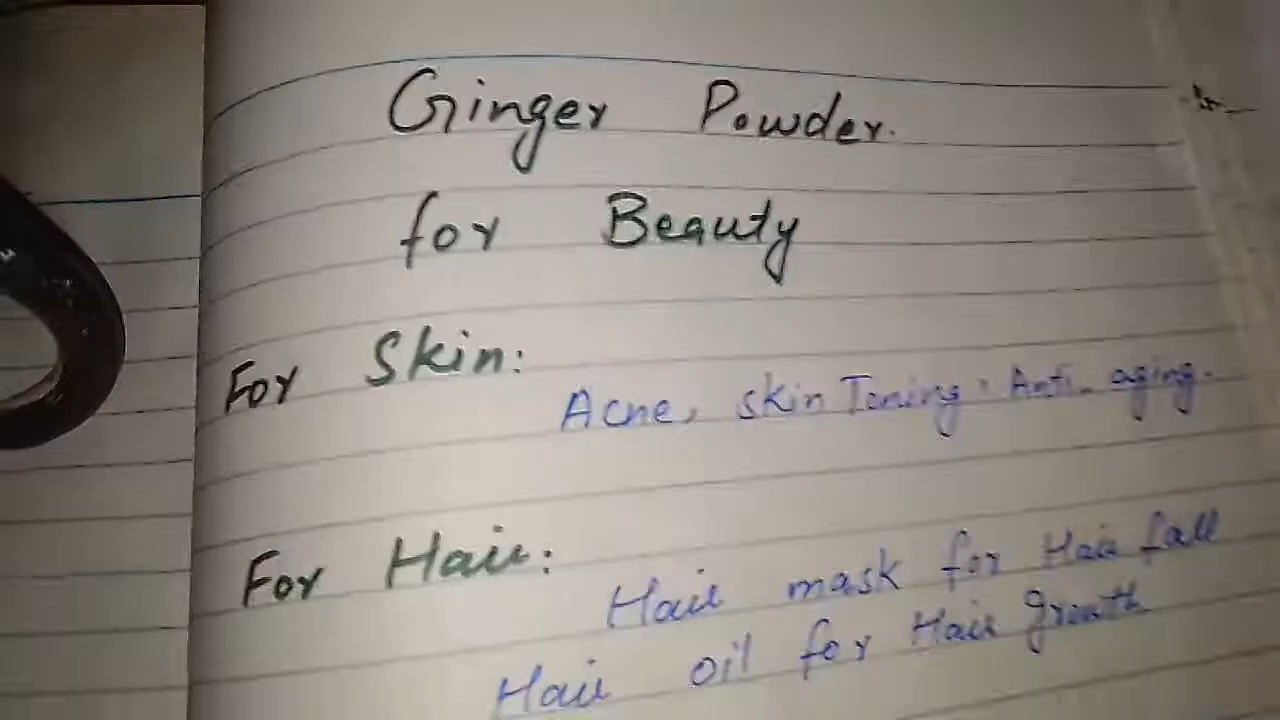 Ginger Powder.
for Beauty
For Skin:
Acne, skin Toning, Anti-aging.
For Hair:
Hair mask for Hair fall
Hair oil for Hair growth